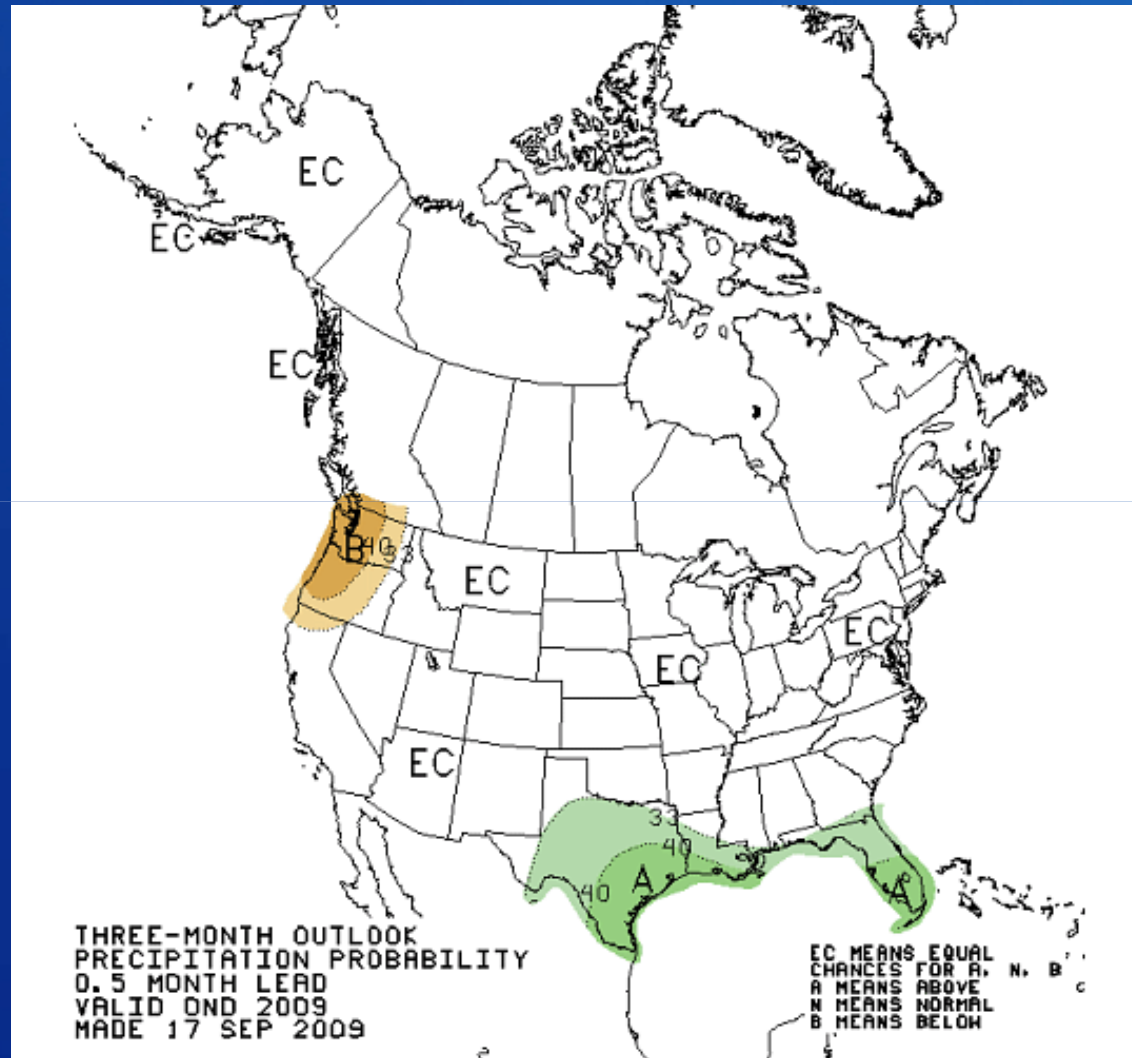 EC
EC
EC
B 40 33
EC
EC
EC
EC
33
40
40 A
A
THREE-MONTH OUTLOOK
PRECIPITATION PROBABILITY
0.5 MONTH LEAD
VALID OND 2009
MADE 17 SEP 2009
EC MEANS EQUAL
CHANCES FOR A, N, B
A MEANS ABOVE
N MEANS NORMAL
B MEANS BELOW